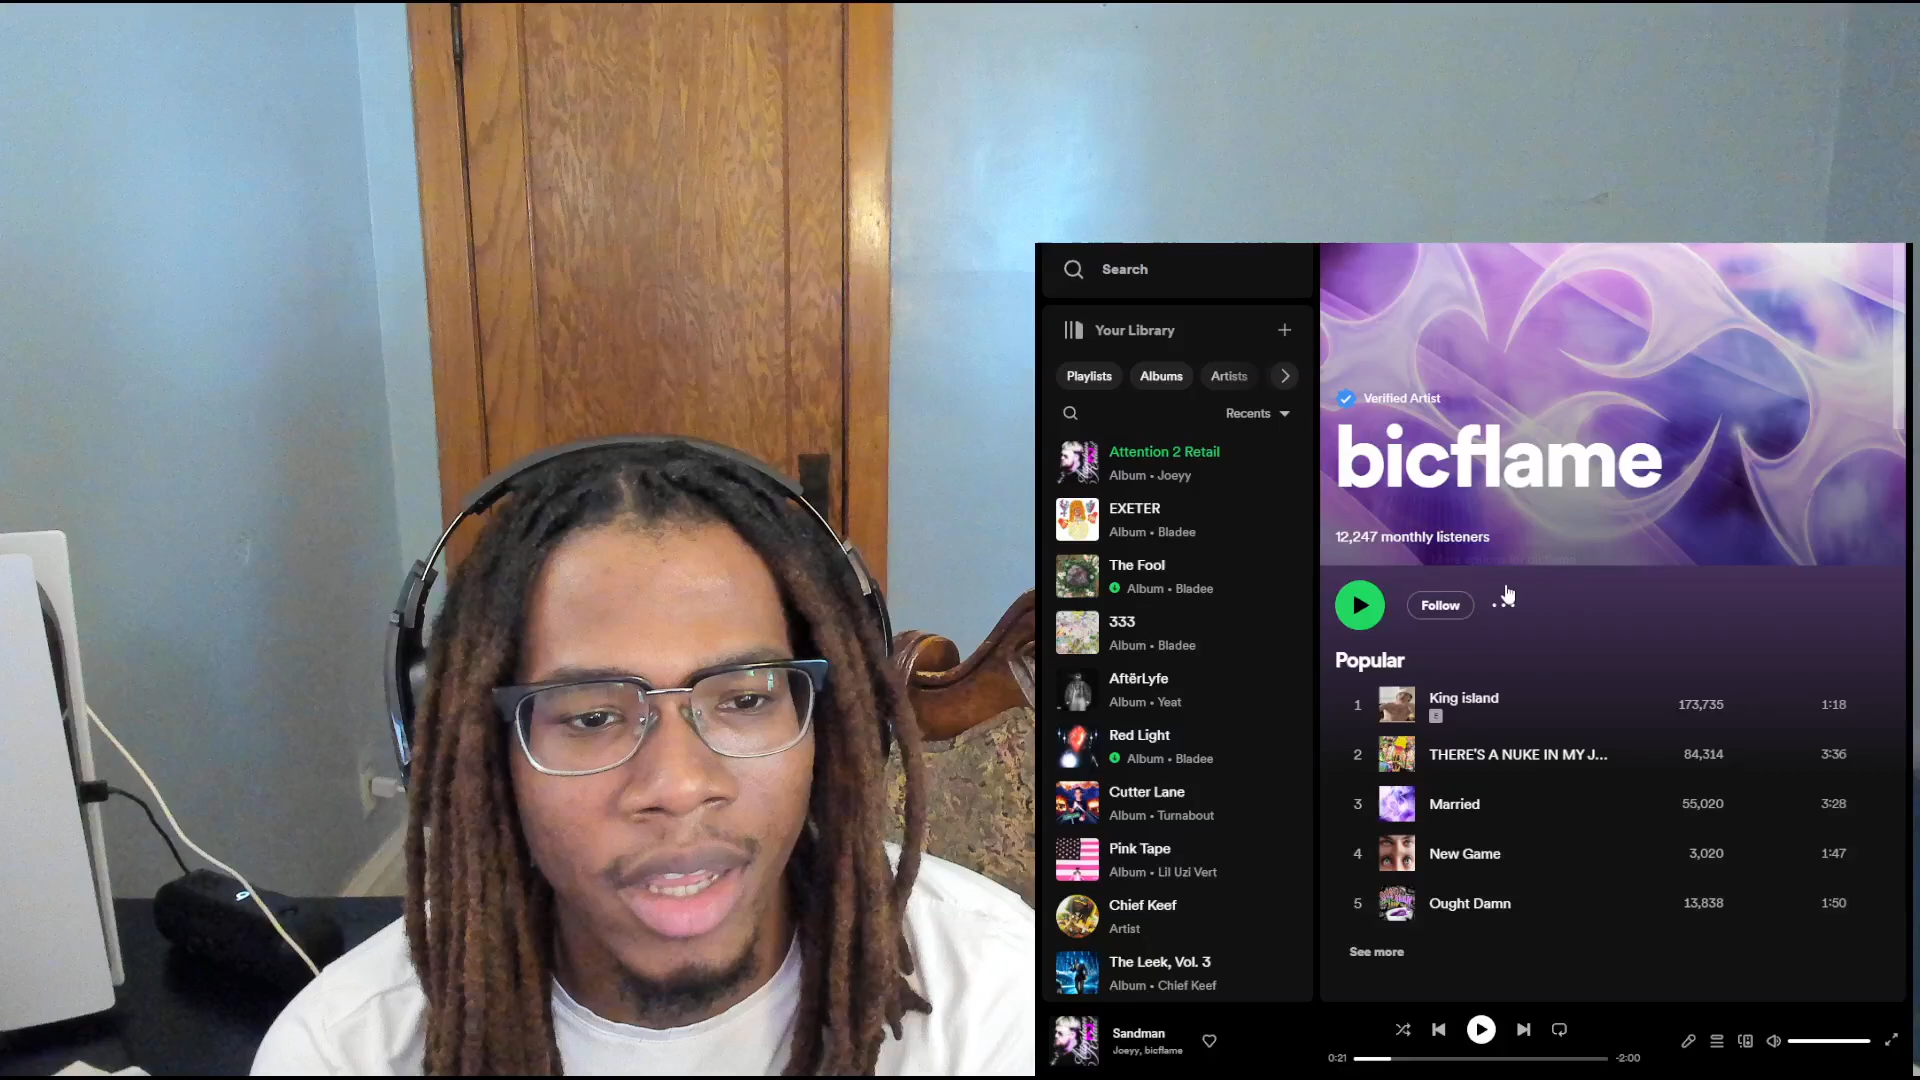 Search
Your Library
Playlists
Albums
Artists
Recents
Attention 2 Retail
Album • Joeyy
EXETER
Album • Bladee
The Fool
Album • Bladee
333
Album • Bladee
AftërLyfe
Album • Yeat
Red Light
Album • Bladee
Cutter Lane
Album • Turnabout
Pink Tape
Album • Lil Uzi Vert
Chief Keef
Artist
The Leek, Vol. 3
Album • Chief Keef
Verified Artist
bicflame
12,247 monthly listeners
Follow
Popular
1 King island 173,735 1:18
E
2 THERE'S A NUKE IN MY J... 84,314 3:36
3 Married 55,020 3:28
4 New Game 3,020 1:47
5 Ought Damn 13,838 1:50
See more
Sandman
Joeyy, bicflame
0:21
-2:00